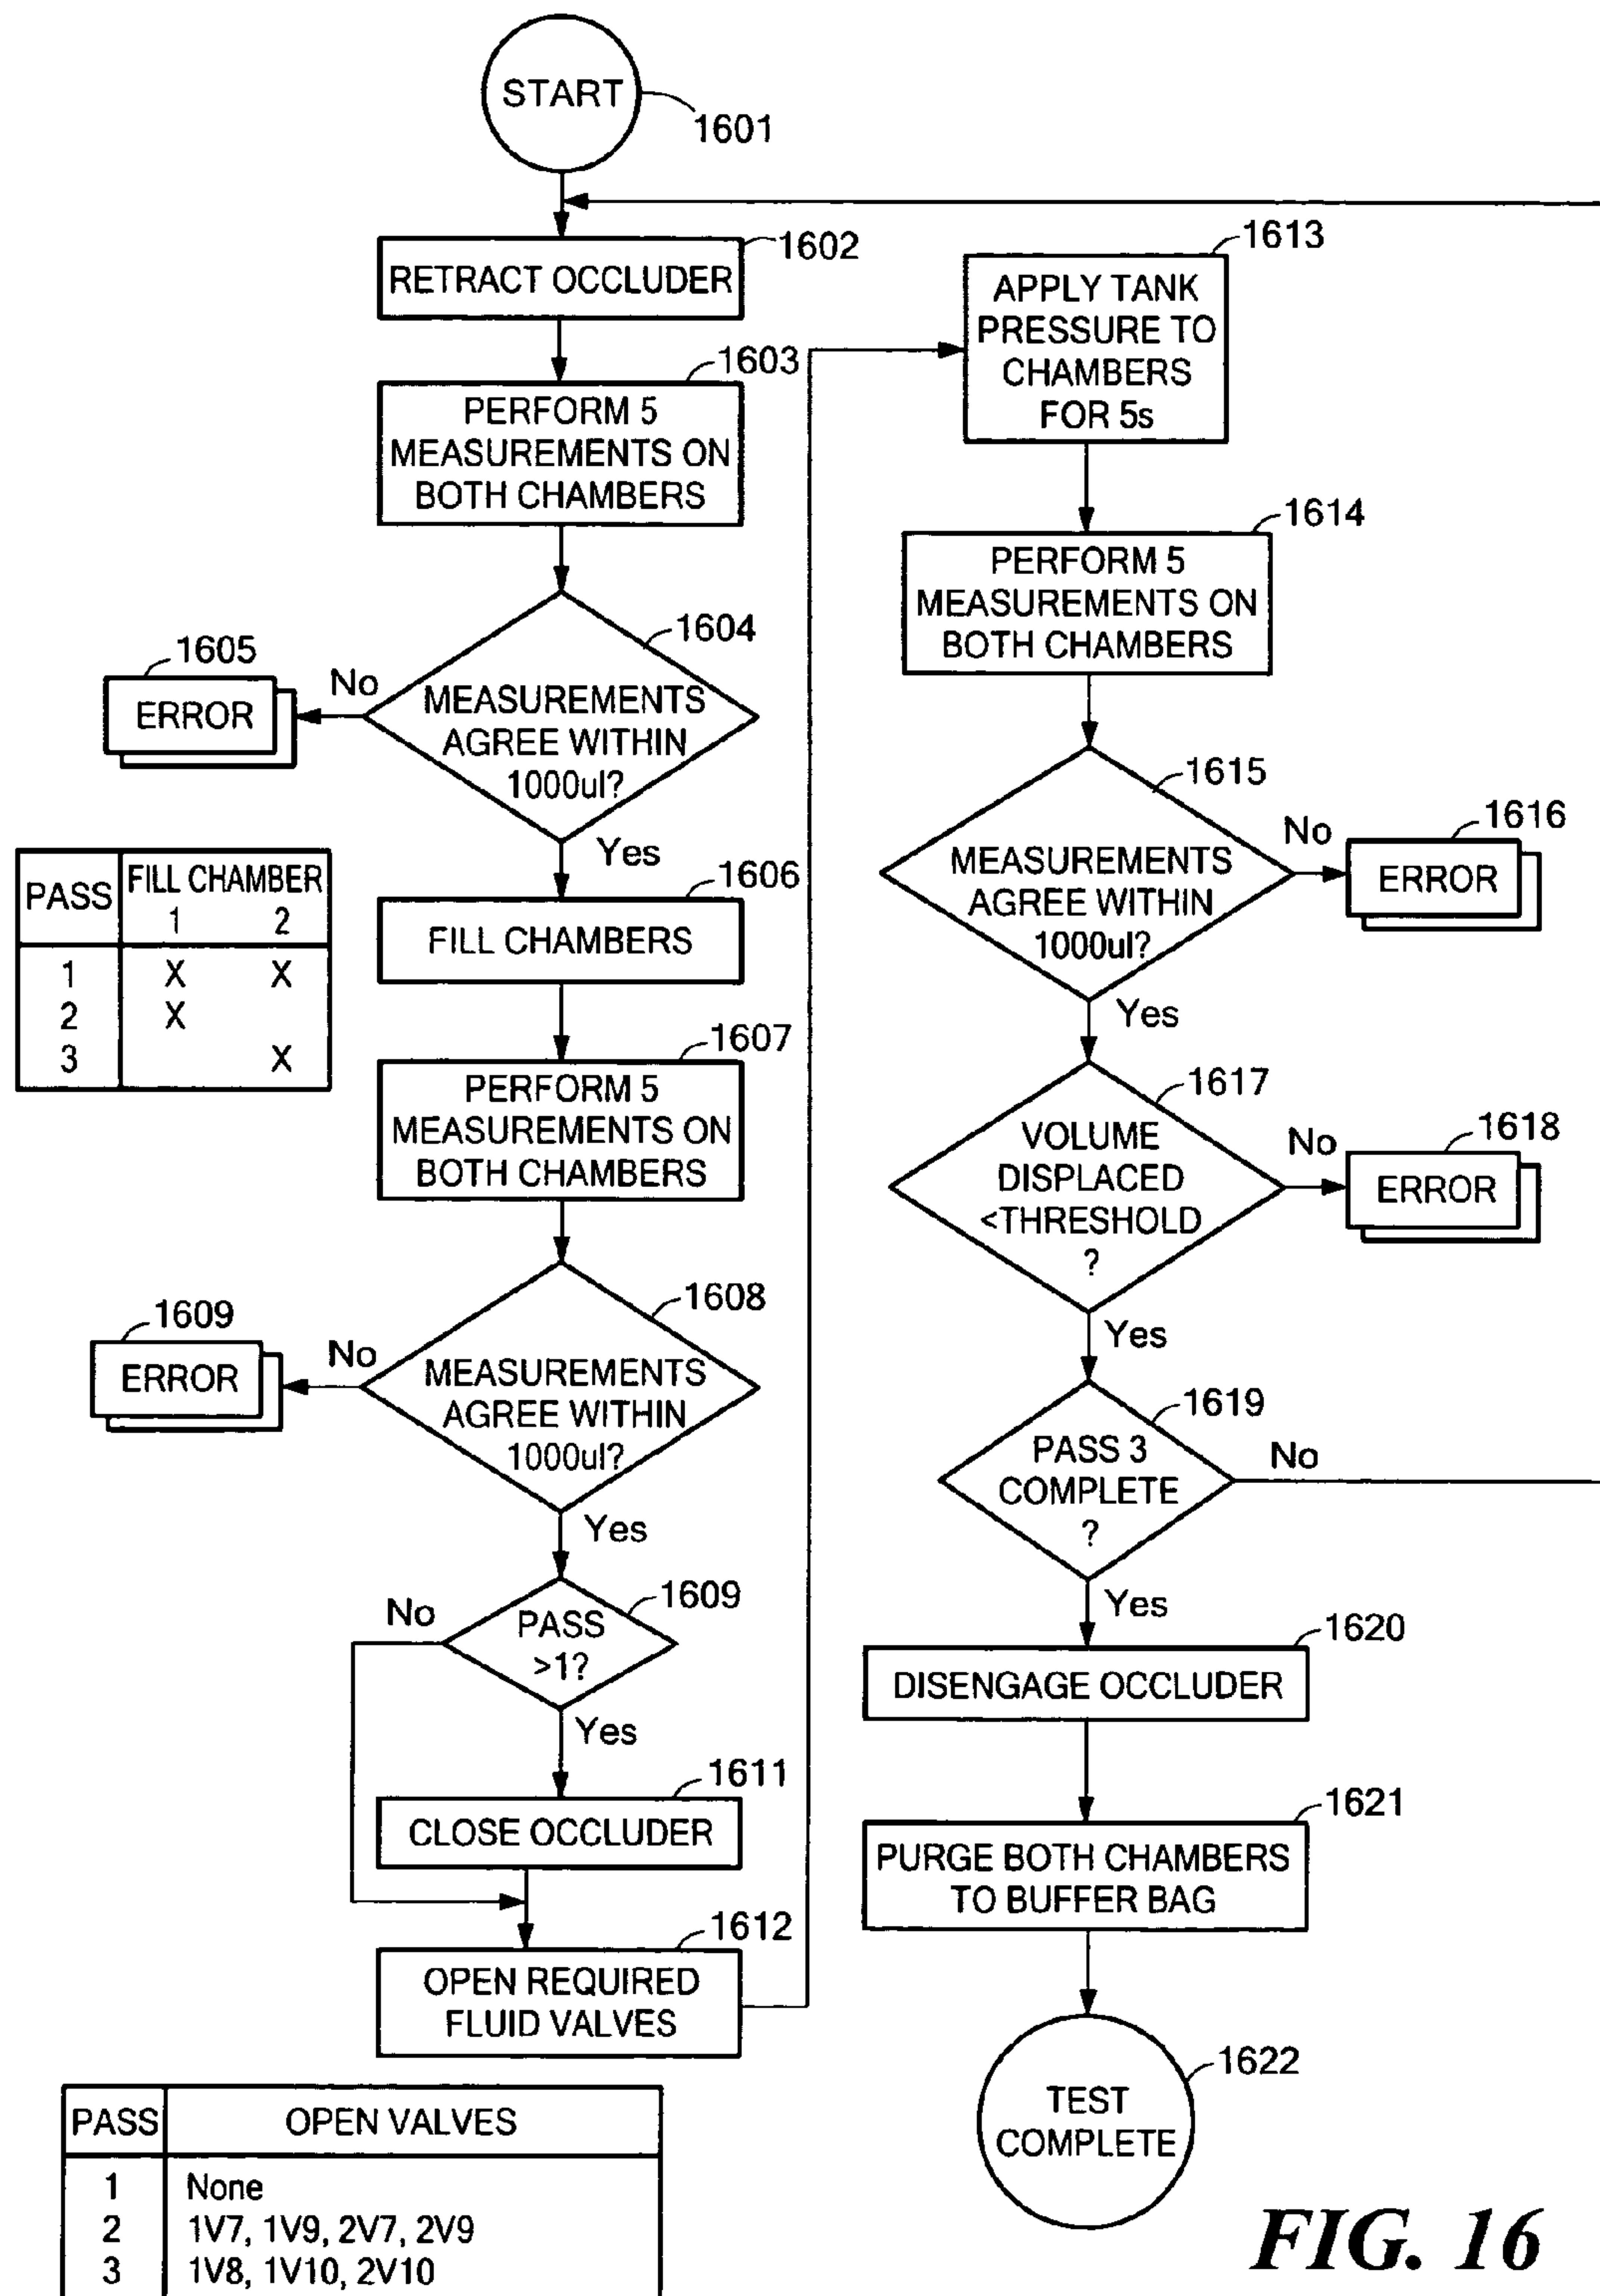 START
1601
1602
RETRACT OCCLUDER
1603
PERFORM 5
MEASUREMENTS ON
BOTH CHAMBERS
1604
MEASUREMENTS
AGREE WITHIN
1000ul?
No
1605
ERROR
Yes
1606
FILL CHAMBERS
PASS FILL CHAMBER
1 2
1 X X
2 X
3 X
1607
PERFORM 5
MEASUREMENTS ON
BOTH CHAMBERS
1608
MEASUREMENTS
AGREE WITHIN
1000ul?
No
1609
ERROR
Yes
1609
PASS
>1?
No
Yes
1611
CLOSE OCCLUDER
1612
OPEN REQUIRED
FLUID VALVES
PASS OPEN VALVES
1 None
2 1V7, 1V9, 2V7, 2V9
3 1V8, 1V10, 2V10
1613
APPLY TANK
PRESSURE TO
CHAMBERS
FOR 5s
1614
PERFORM 5
MEASUREMENTS ON
BOTH CHAMBERS
1615
MEASUREMENTS
AGREE WITHIN
1000ul?
No
1616
ERROR
Yes
1617
VOLUME
DISPLACED
<THRESHOLD
?
No
1618
ERROR
Yes
1619
PASS 3
COMPLETE
?
No
Yes
1620
DISENGAGE OCCLUDER
1621
PURGE BOTH CHAMBERS
TO BUFFER BAG
1622
TEST
COMPLETE
FIG. 16